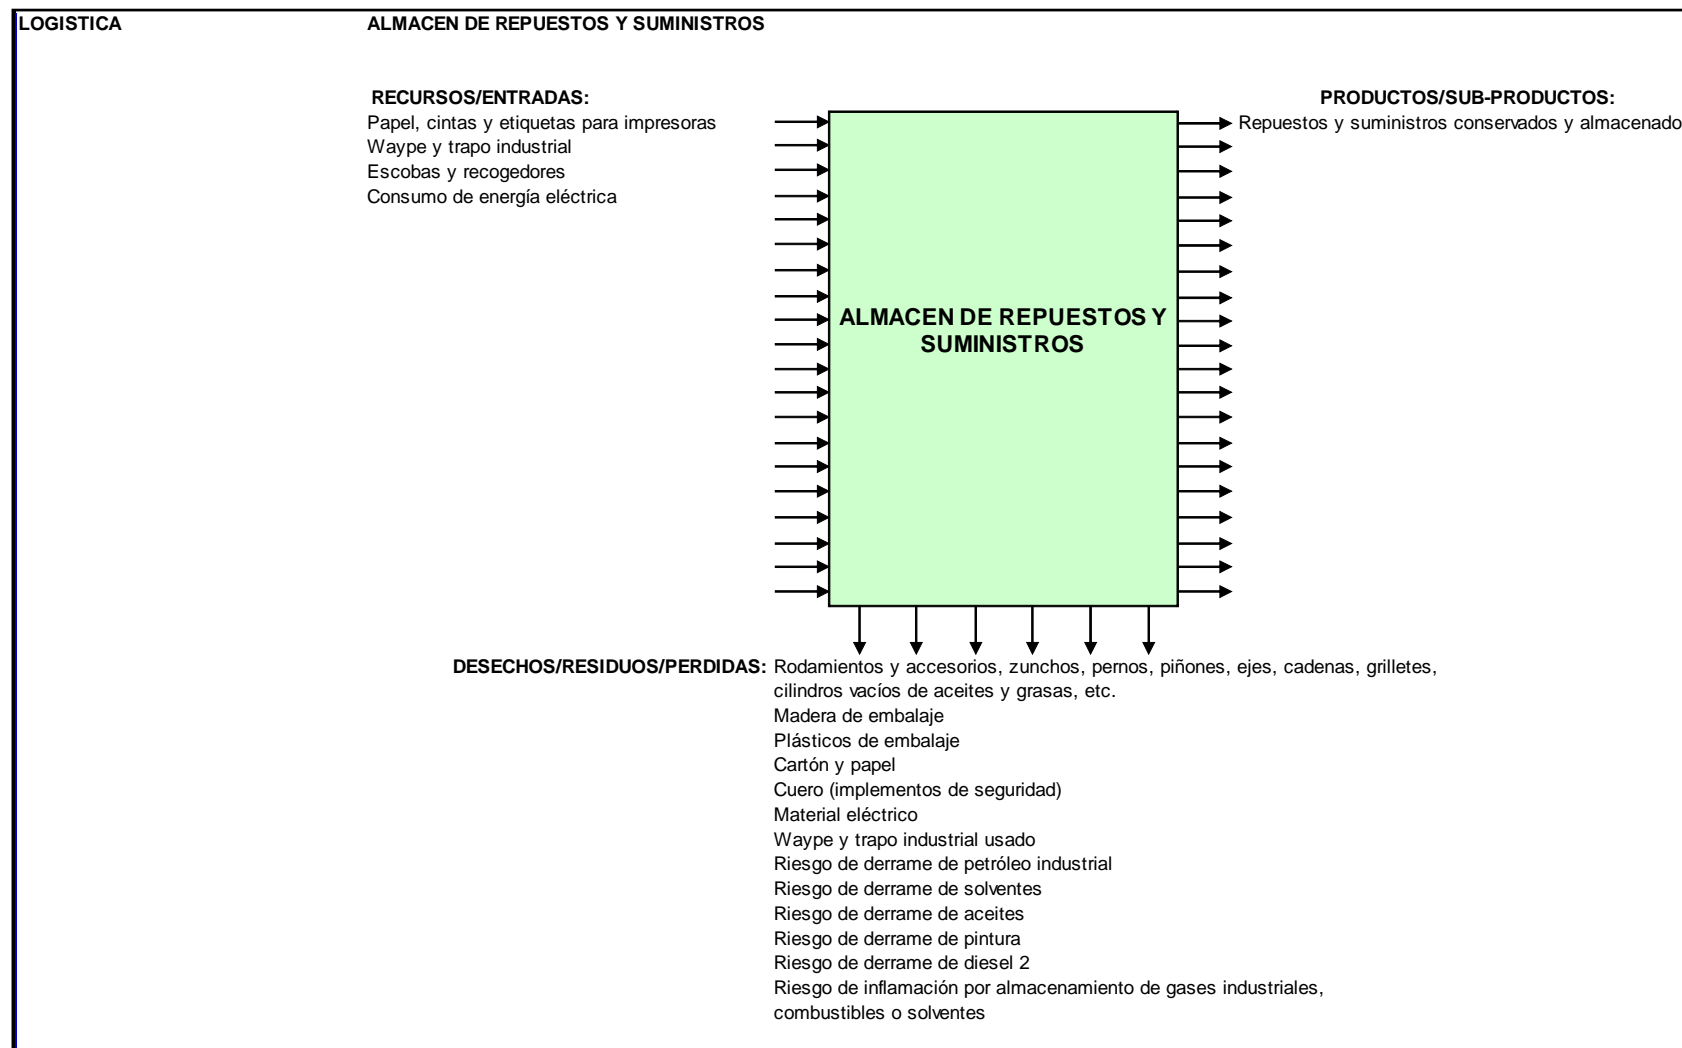 LOGISTICA ALMACEN DE REPUESTOS Y SUMINISTROS
RECURSOS/ENTRADAS:
Papel, cintas y etiquetas para impresoras
Waype y trapo industrial
Escobas y recogedores
Consumo de energía eléctrica
ALMACEN DE REPUESTOS Y
SUMINISTROS
PRODUCTOS/SUB-PRODUCTOS:
Repuestos y suministros conservados y almacenado
DESECHOS/RESIDUOS/PERDIDAS: Rodamientos y accesorios, zunchos, pernos, piñones, ejes, cadenas, grilletes,
cilindros vacíos de aceites y grasas, etc.
Madera de embalaje
Plásticos de embalaje
Cartón y papel
Cuero (implementos de seguridad)
Material eléctrico
Waype y trapo industrial usado
Riesgo de derrame de petróleo industrial
Riesgo de derrame de solventes
Riesgo de derrame de aceites
Riesgo de derrame de pintura
Riesgo de derrame de diesel 2
Riesgo de inflamación por almacenamiento de gases industriales,
combustibles o solventes